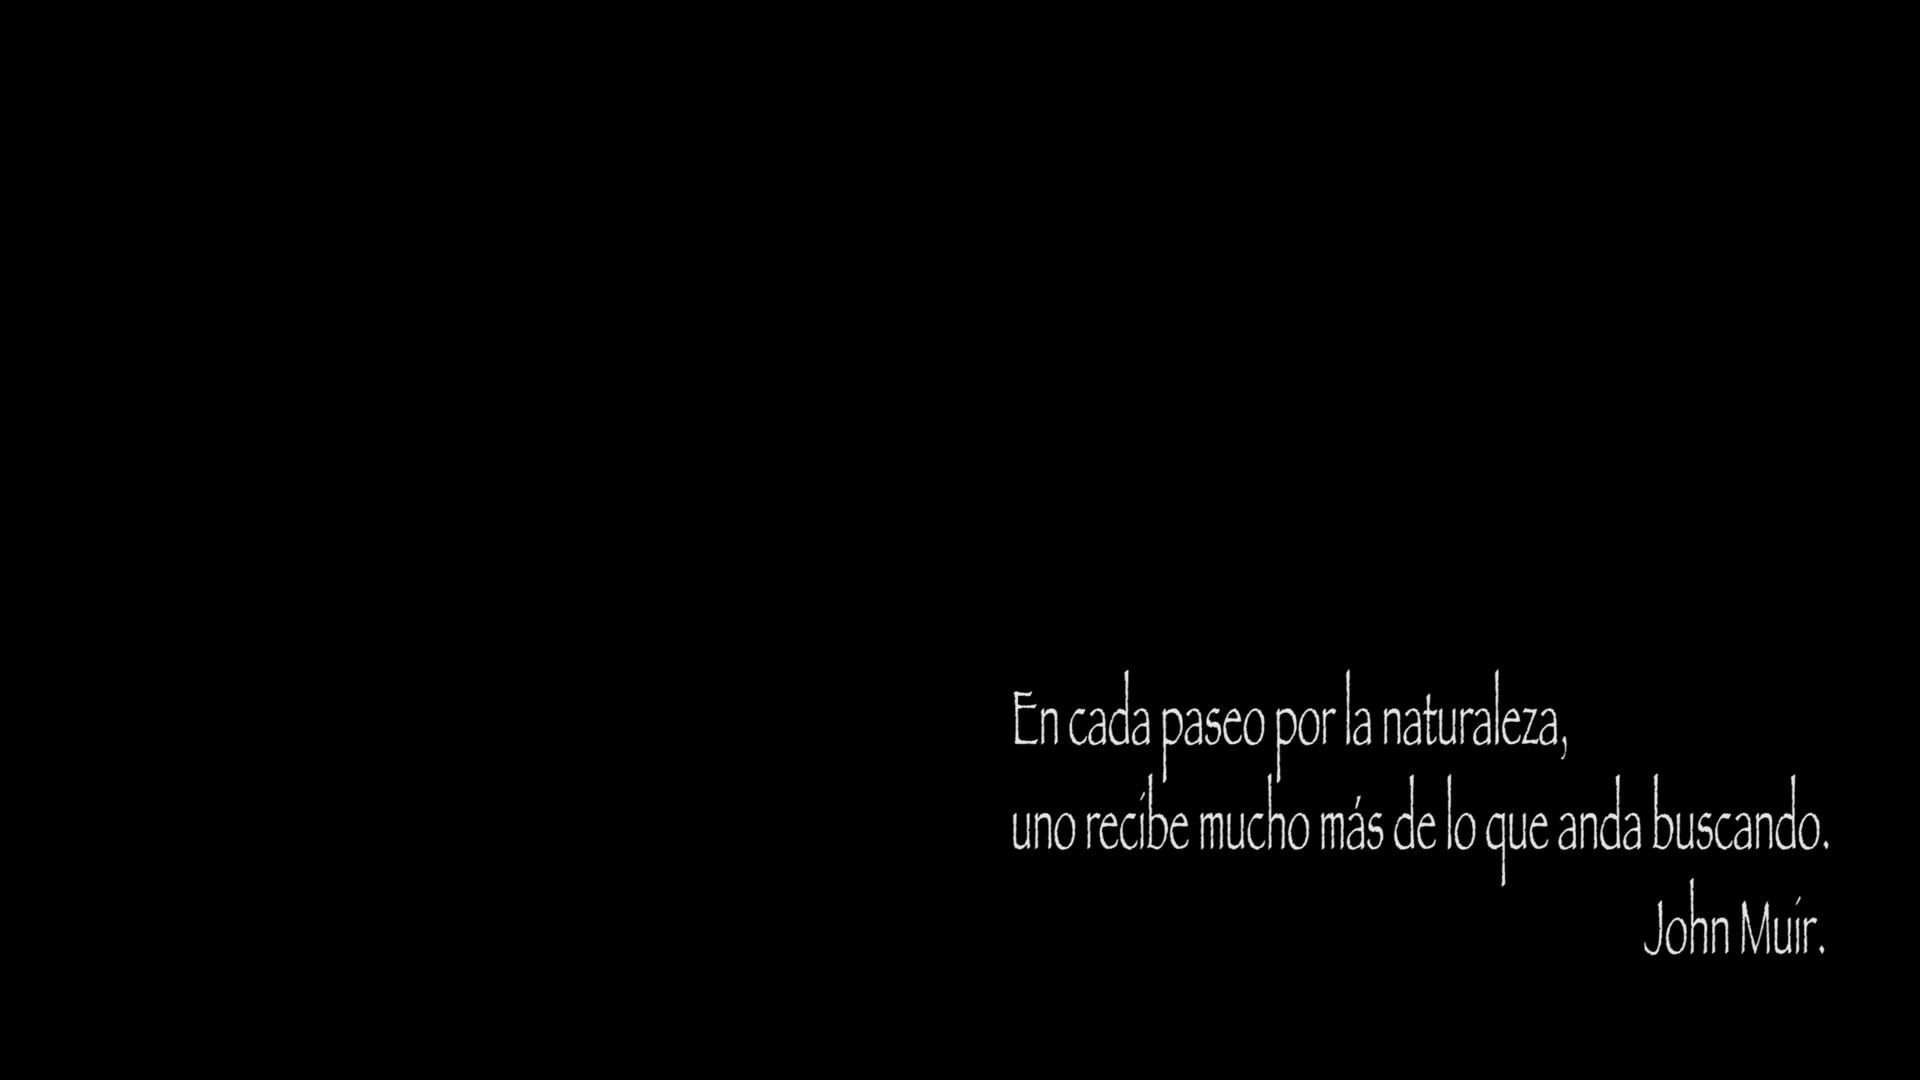 En cada paseo por la naturaleza,
uno recibe mucho más de lo que anda buscando.
John Muir.